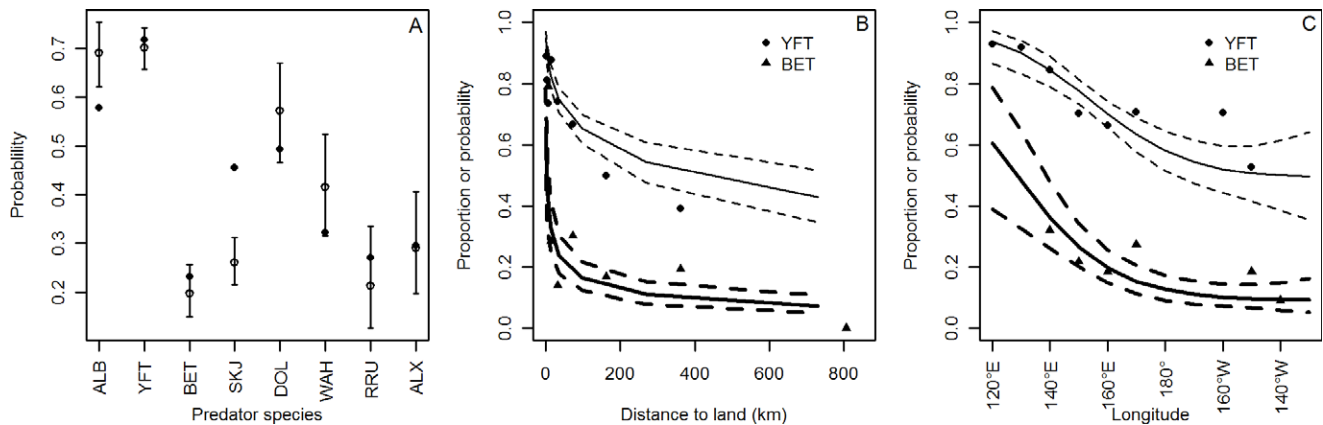 A
Probablility
0.7
0.6
0.5
0.4
0.3
0.2
ALB
YFT
BET
SKJ
DOL
WAH
RRU
ALX
Predator species
B
YFT
BET
Proportion or probability
1.0
0.8
0.6
0.4
0.2
0.0
0 200 400 600 800
Distance to land (km)
C
YFT
BET
Proportion or probability
1.0
0.8
0.6
0.4
0.2
0.0
120°E
140°E
160°E
180°
160°W
140°W
Longitude